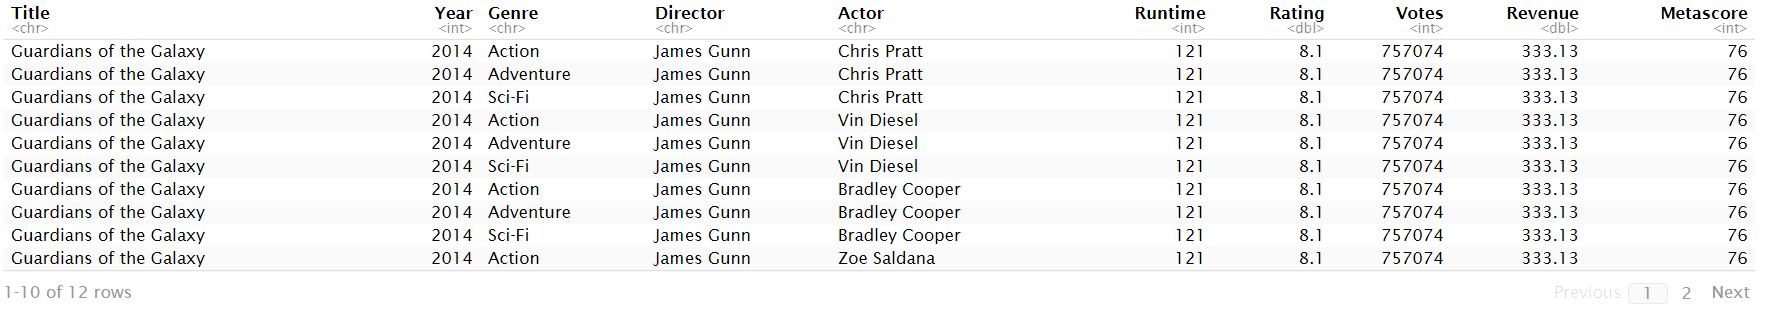 Title Year Genre Director Actor Runtime Rating Votes Revenue Metascore
<chr> <int> <chr> <chr> <chr> <int> <dbl> <int> <dbl> <int>
Guardians of the Galaxy 2014 Action James Gunn Chris Pratt 121 8.1 757074 333.13 76
Guardians of the Galaxy 2014 Adventure James Gunn Chris Pratt 121 8.1 757074 333.13 76
Guardians of the Galaxy 2014 Sci-Fi James Gunn Chris Pratt 121 8.1 757074 333.13 76
Guardians of the Galaxy 2014 Action James Gunn Vin Diesel 121 8.1 757074 333.13 76
Guardians of the Galaxy 2014 Adventure James Gunn Vin Diesel 121 8.1 757074 333.13 76
Guardians of the Galaxy 2014 Sci-Fi James Gunn Vin Diesel 121 8.1 757074 333.13 76
Guardians of the Galaxy 2014 Action James Gunn Bradley Cooper 121 8.1 757074 333.13 76
Guardians of the Galaxy 2014 Adventure James Gunn Bradley Cooper 121 8.1 757074 333.13 76
Guardians of the Galaxy 2014 Sci-Fi James Gunn Bradley Cooper 121 8.1 757074 333.13 76
Guardians of the Galaxy 2014 Action James Gunn Zoe Saldana 121 8.1 757074 333.13 76
1-10 of 12 rows Previous 1 2 Next